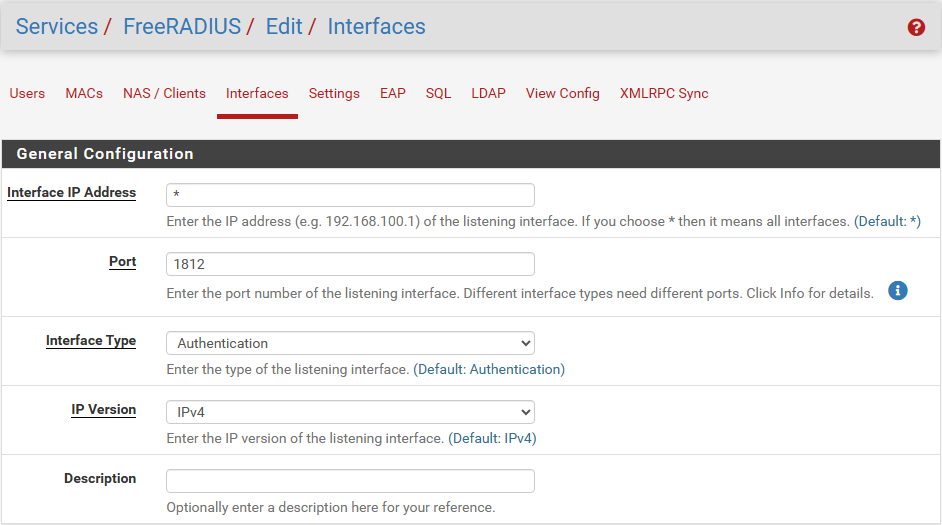 Services / FreeRADIUS / Edit / Interfaces
Users MACs NAS / Clients Interfaces Settings EAP SQL LDAP View Config XMLRPC Sync
General Configuration
Interface IP Address
*
Enter the IP address (e.g. 192.168.100.1) of the listening interface. If you choose * then it means all interfaces. (Default: *)
Port
1812
Enter the port number of the listening interface. Different interface types need different ports. Click Info for details.
Interface Type
Authentication
Enter the type of the listening interface. (Default: Authentication)
IP Version
IPv4
Enter the IP version of the listening interface. (Default: IPv4)
Description
Optionally enter a description here for your reference.